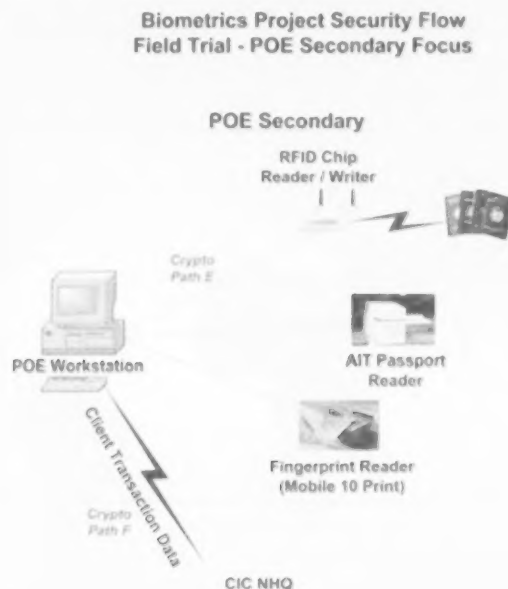 Biometrics Project Security Flow
Field Trial - POE Secondary Focus
POE Secondary
RFID Chip
Reader / Writer
Crypto
Path E
POE Workstation
AIT Passport
Reader
Client Transaction Data
Fingerprint Reader
(Mobile 10 Print)
Crypto
Path F
CIC NHQ